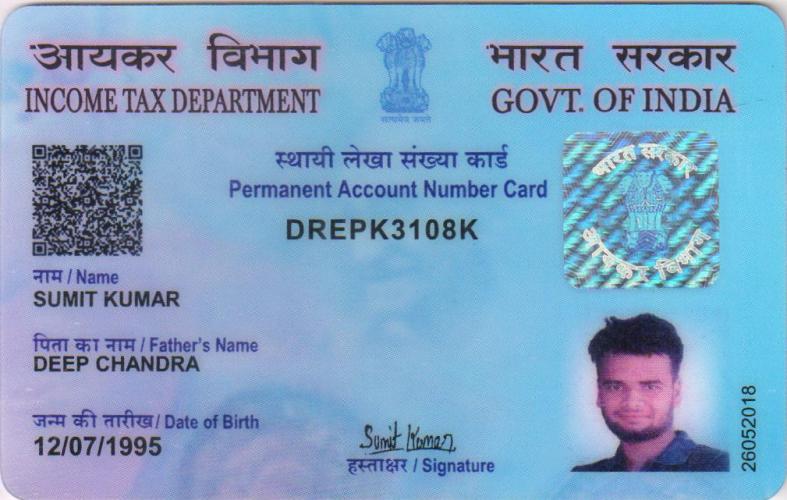 आयकर विभाग
INCOME TAX DEPARTMENT
सत्यमेव जयते
भारत सरकार
GOVT. OF INDIA
स्थायी लेखा संख्या कार्ड
Permanent Account Number Card
DREPK3108K
भारत सरकार
आयकर विभाग
नाम / Name
SUMIT KUMAR
पिता का नाम / Father's Name
DEEP CHANDRA
जन्म की तारीख / Date of Birth
12/07/1995
Sumit Kumar
हस्ताक्षर / Signature
26052018